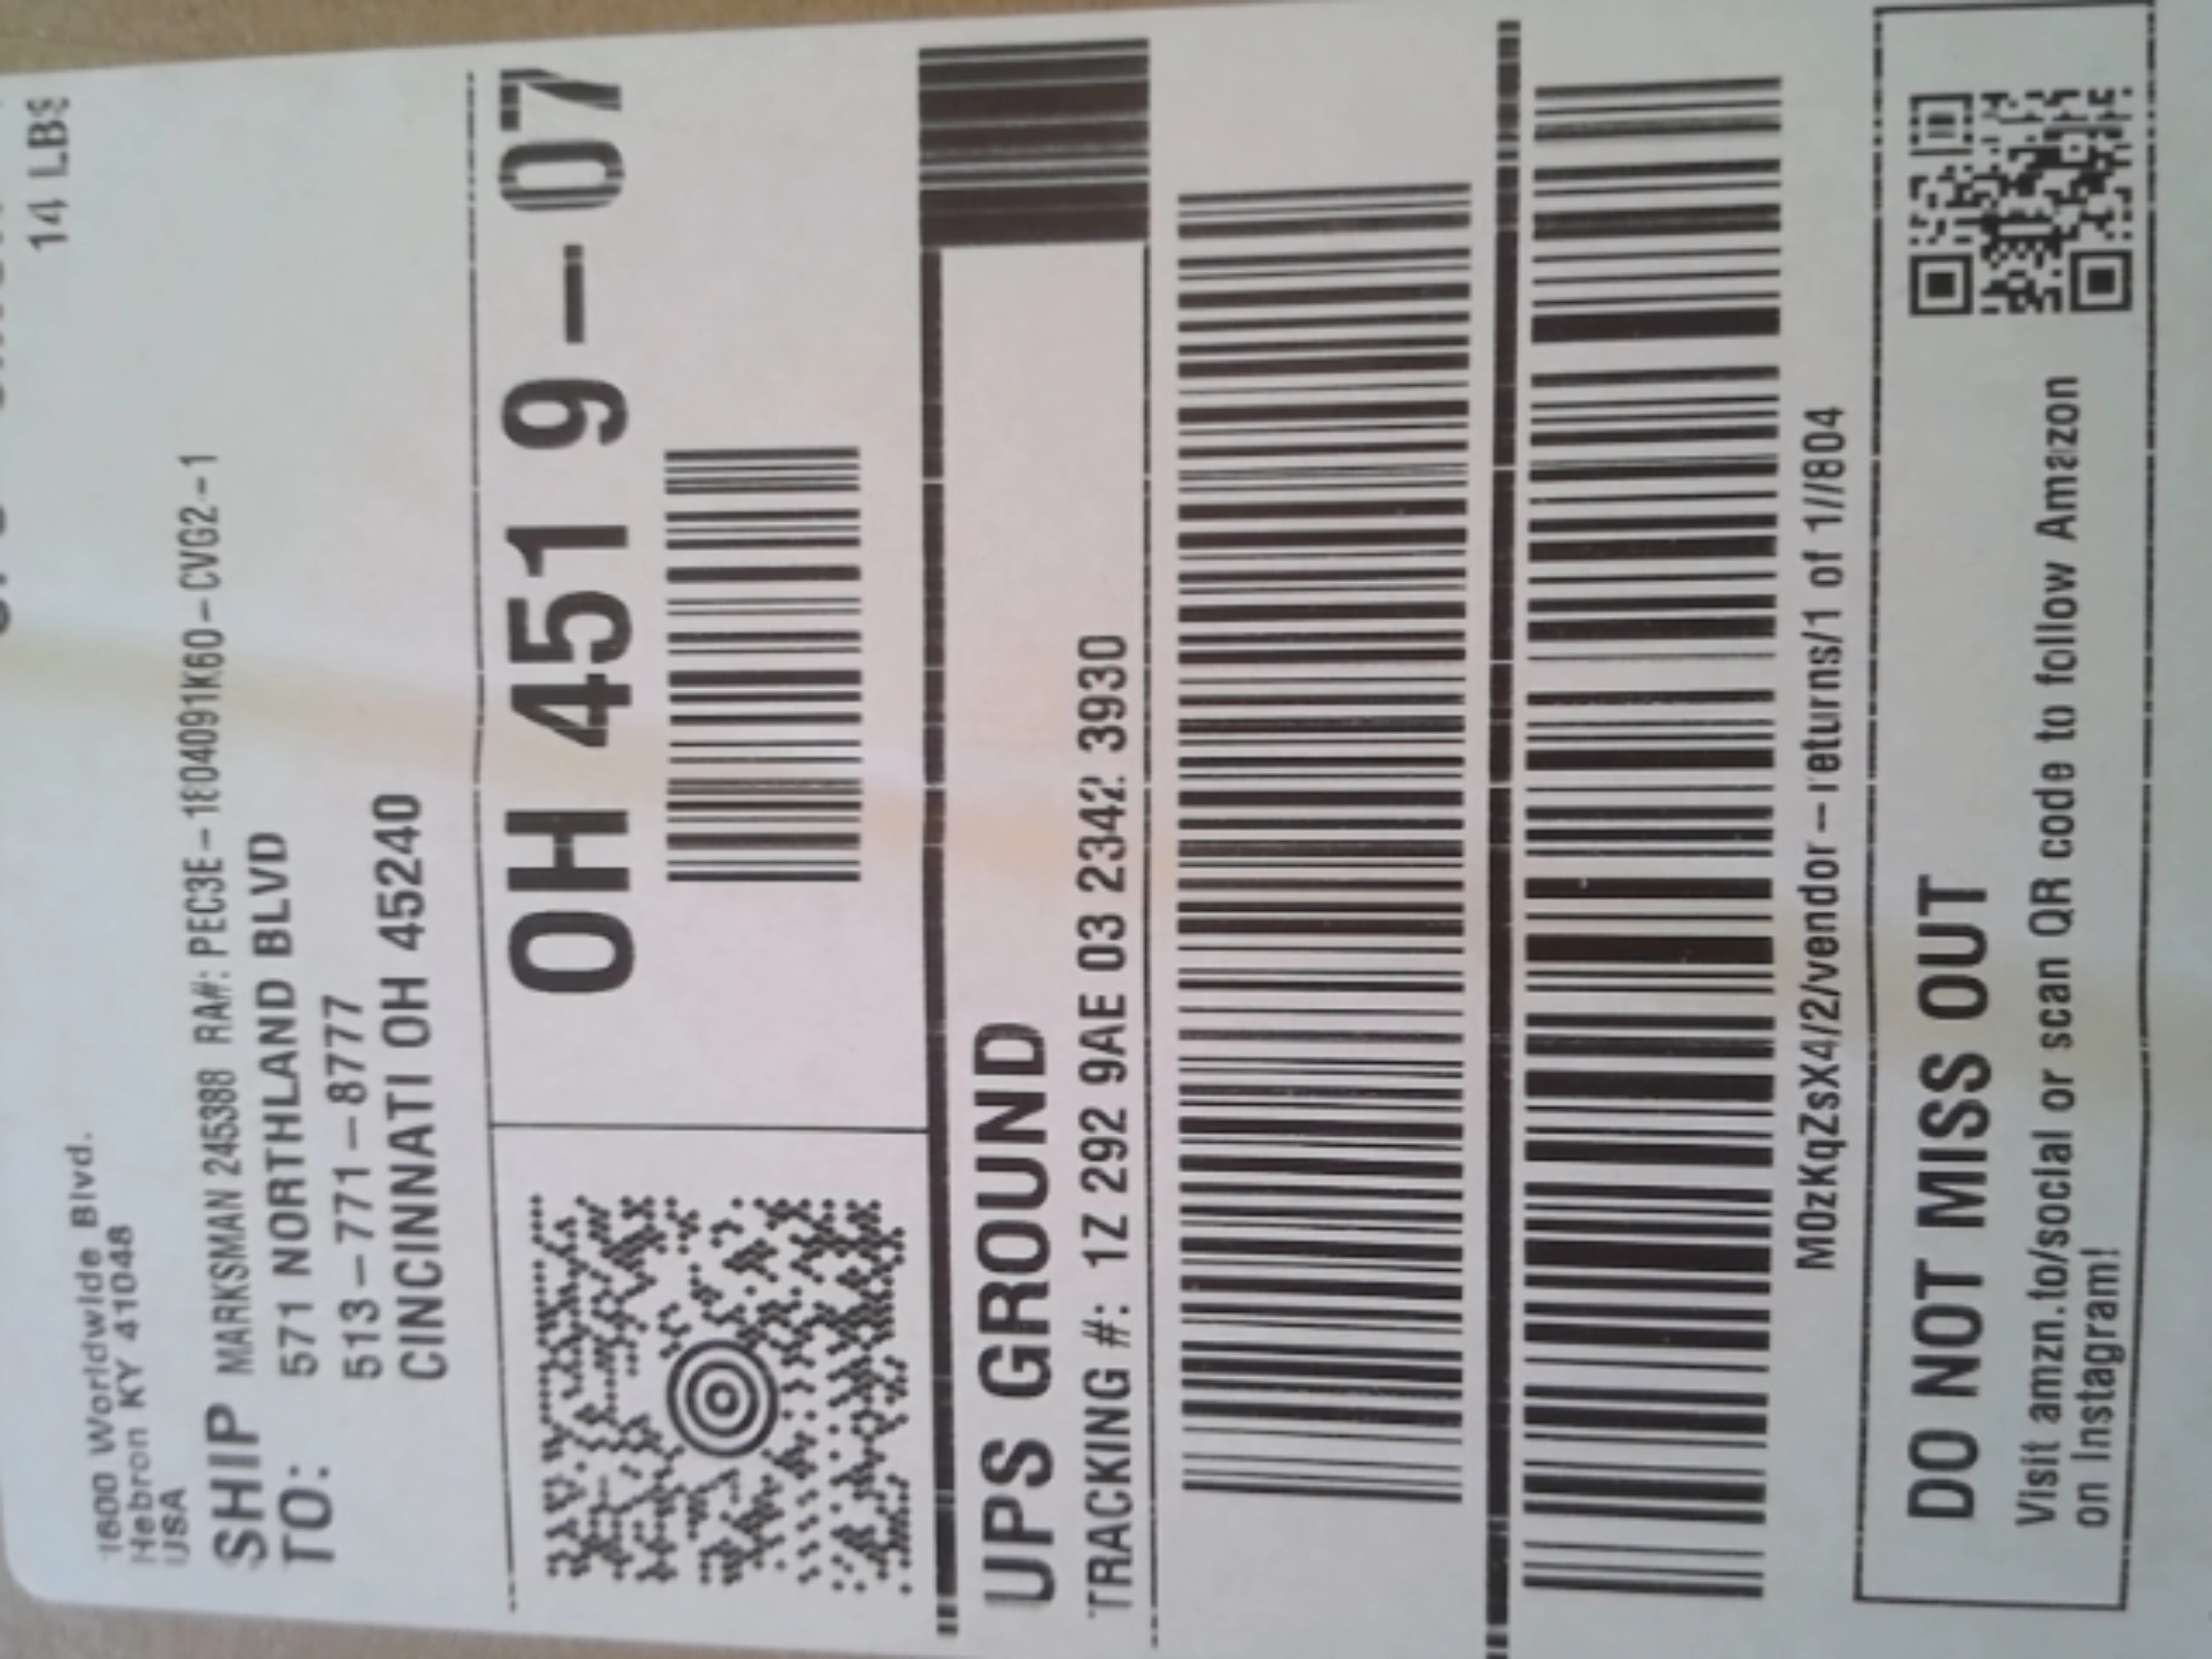 14 LBS
1600 Worldwide Blvd.
Hebron KY 41048
USA
SHIP
TO:
MARKSMAN 245388 RA#: PEC3E-1E04091K60-CVG2-1
571 NORTHLAND BLVD
513-771-8777
CINCINNATI OH 45240
OH 451 9-07
UPS GROUND
TRACKING #: 1Z 292 9AE 03 2342 3930
M0zKqZsX4/2/vendor-returns/1 of 1//804
DO NOT MISS OUT
Visit amzn.to/social or scan QR code to follow Amazon
on Instagram!